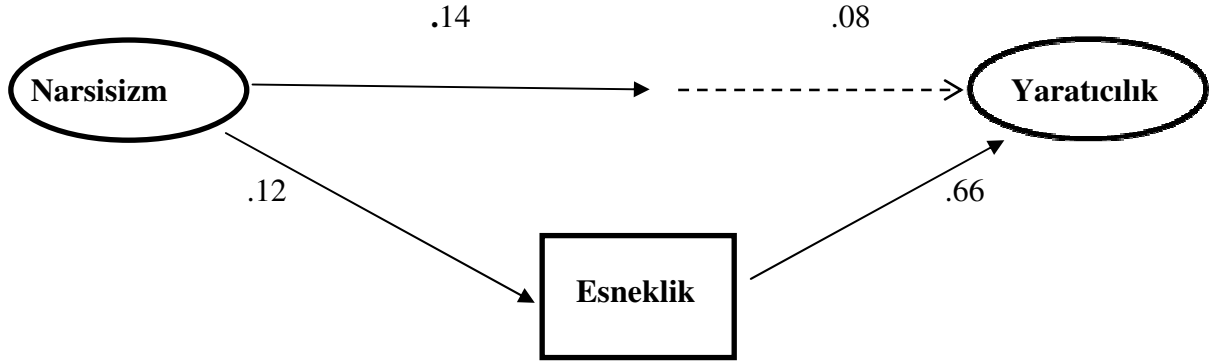 .14 .08
Narsisizm Yaratıcılık
.12 .66
Esneklik